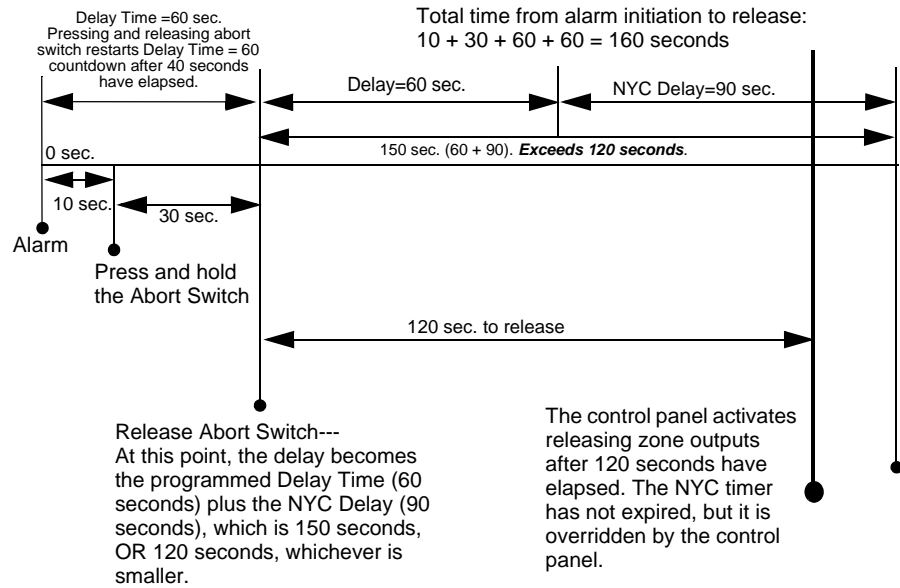 Delay Time =60 sec.
Pressing and releasing abort
switch restarts Delay Time = 60
countdown after 40 seconds
have elapsed.
Total time from alarm initiation to release:
10 + 30 + 60 + 60 = 160 seconds
Delay=60 sec.
NYC Delay=90 sec.
150 sec. (60 + 90). Exceeds 120 seconds.
0 sec.
10 sec.
30 sec.
Alarm
Press and hold
the Abort Switch
120 sec. to release
Release Abort Switch---
At this point, the delay becomes
the programmed Delay Time (60
seconds) plus the NYC Delay (90
seconds), which is 150 seconds,
OR 120 seconds, whichever is
smaller.
The control panel activates
releasing zone outputs
after 120 seconds have
elapsed. The NYC timer
has not expired, but it is
overridden by the control
panel.